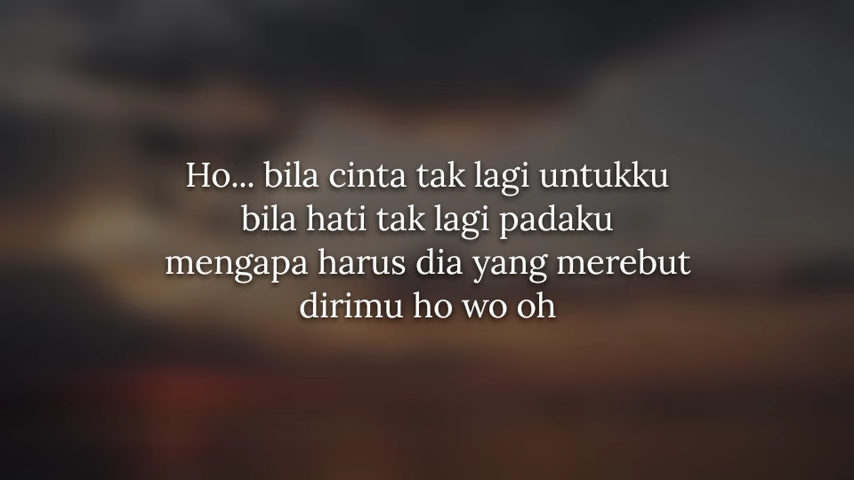 Ho... bila cinta tak lagi untukku
bila hati tak lagi padaku
mengapa harus dia yang merebut
dirimu ho wo oh